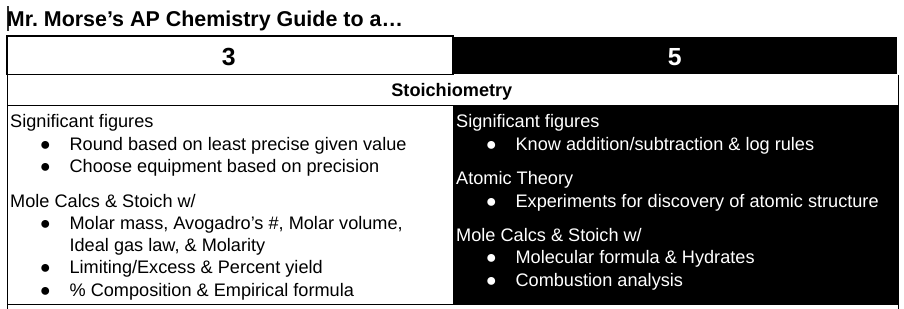 Mr. Morse’s AP Chemistry Guide to a…
3
5
Stoichiometry
Significant figures
● Round based on least precise given value
● Choose equipment based on precision
Mole Calcs & Stoich w/
● Molar mass, Avogadro’s #, Molar volume,
Ideal gas law, & Molarity
● Limiting/Excess & Percent yield
● % Composition & Empirical formula
Significant figures
● Know addition/subtraction & log rules
Atomic Theory
● Experiments for discovery of atomic structure
Mole Calcs & Stoich w/
● Molecular formula & Hydrates
● Combustion analysis